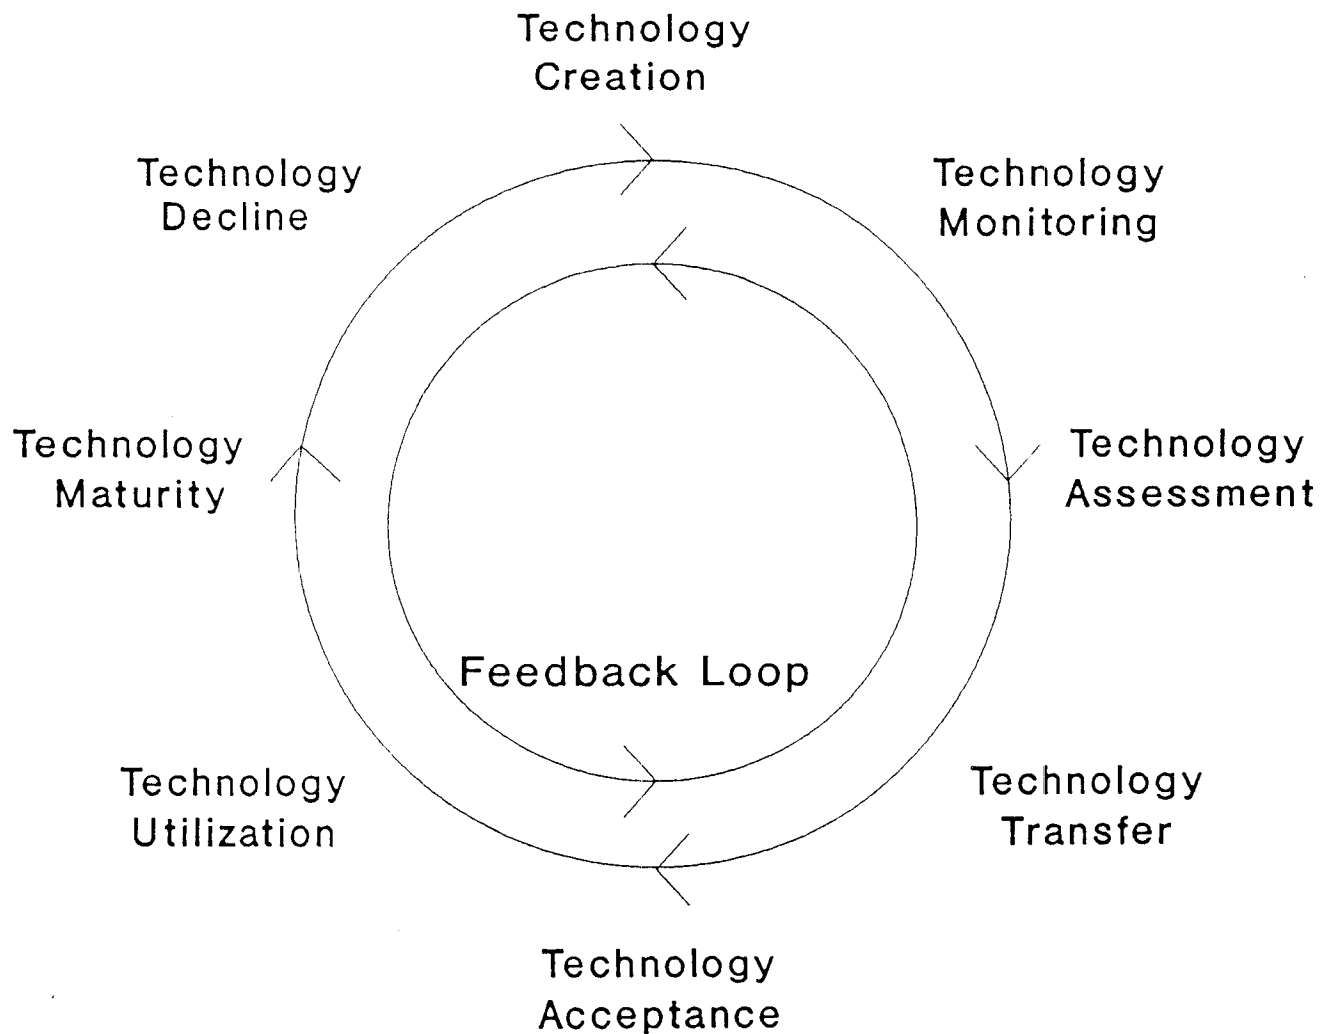 Technology
Creation
Technology
Monitoring
Technology
Assessment
Technology
Transfer
Technology
Acceptance
Technology
Utilization
Technology
Maturity
Technology
Decline
Feedback Loop